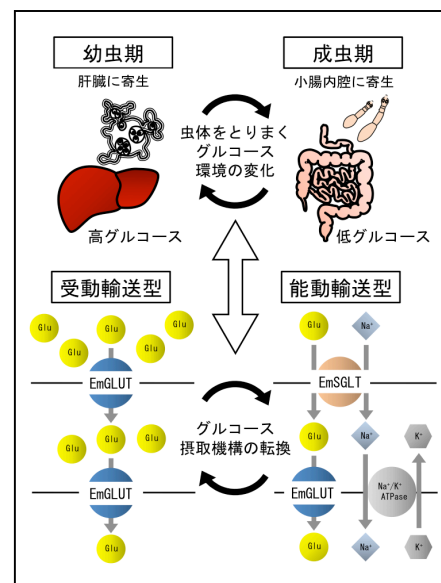 幼虫期
肝臓に寄生
高グルコース
成虫期
小腸内腔に寄生
低グルコース
虫体をとりまく
グルコース
環境の変化
受動輸送型
Glu
Glu
Glu
Glu
Glu
EmGLUT
Glu
Glu
Glu
EmGLUT
Glu
グルコース
摂取機構の転換
能動輸送型
Glu
Na⁺
EmSGLT
Glu
Na⁺
K⁺
EmGLUT
Na⁺/K⁺
ATPase
Glu
Na⁺
K⁺